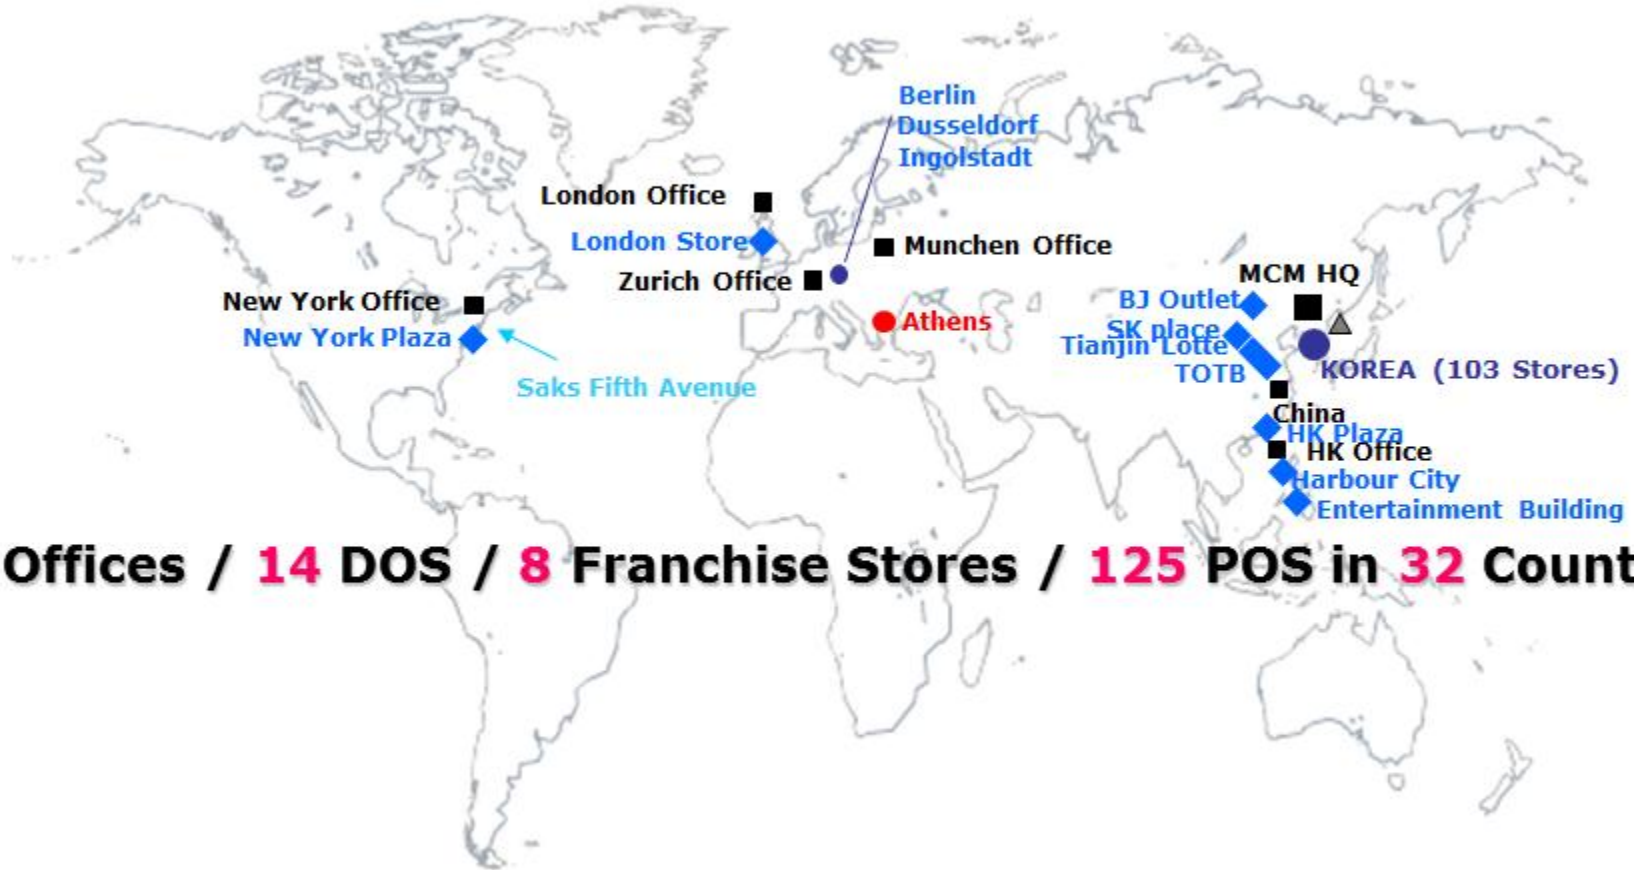 Berlin
Dusseldorf
Ingolstadt
London Office
London Store
Munchen Office
Zurich Office
MCM HQ
New York Office
BJ Outlet
Athens
SK place
New York Plaza
Tianjin Lotte
KOREA (103 Stores)
TOTB
Saks Fifth Avenue
China
HK Plaza
HK Office
Harbour City
Entertainment Building
Offices / 14 DOS / 8 Franchise Stores / 125 POS in 32 Count